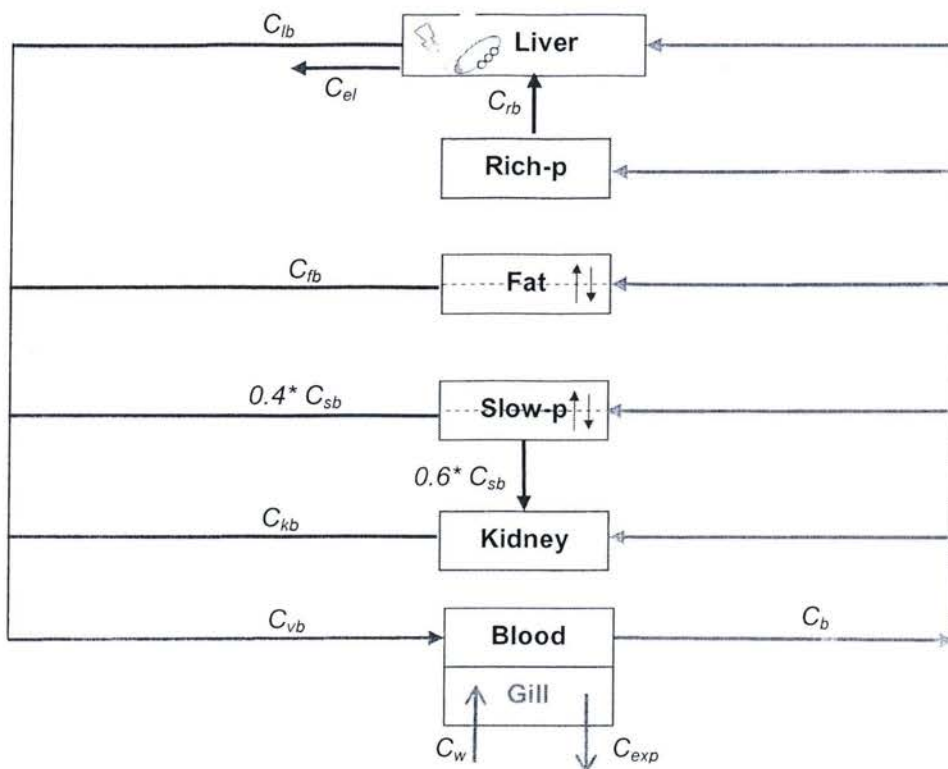 C_lb
Liver
C_el
C_rb
Rich-p
C_fb
Fat
0.4* C_sb
Slow-p
0.6* C_sb
C_kb
Kidney
C_vb
Blood
C_b
Gill
C_w
C_exp